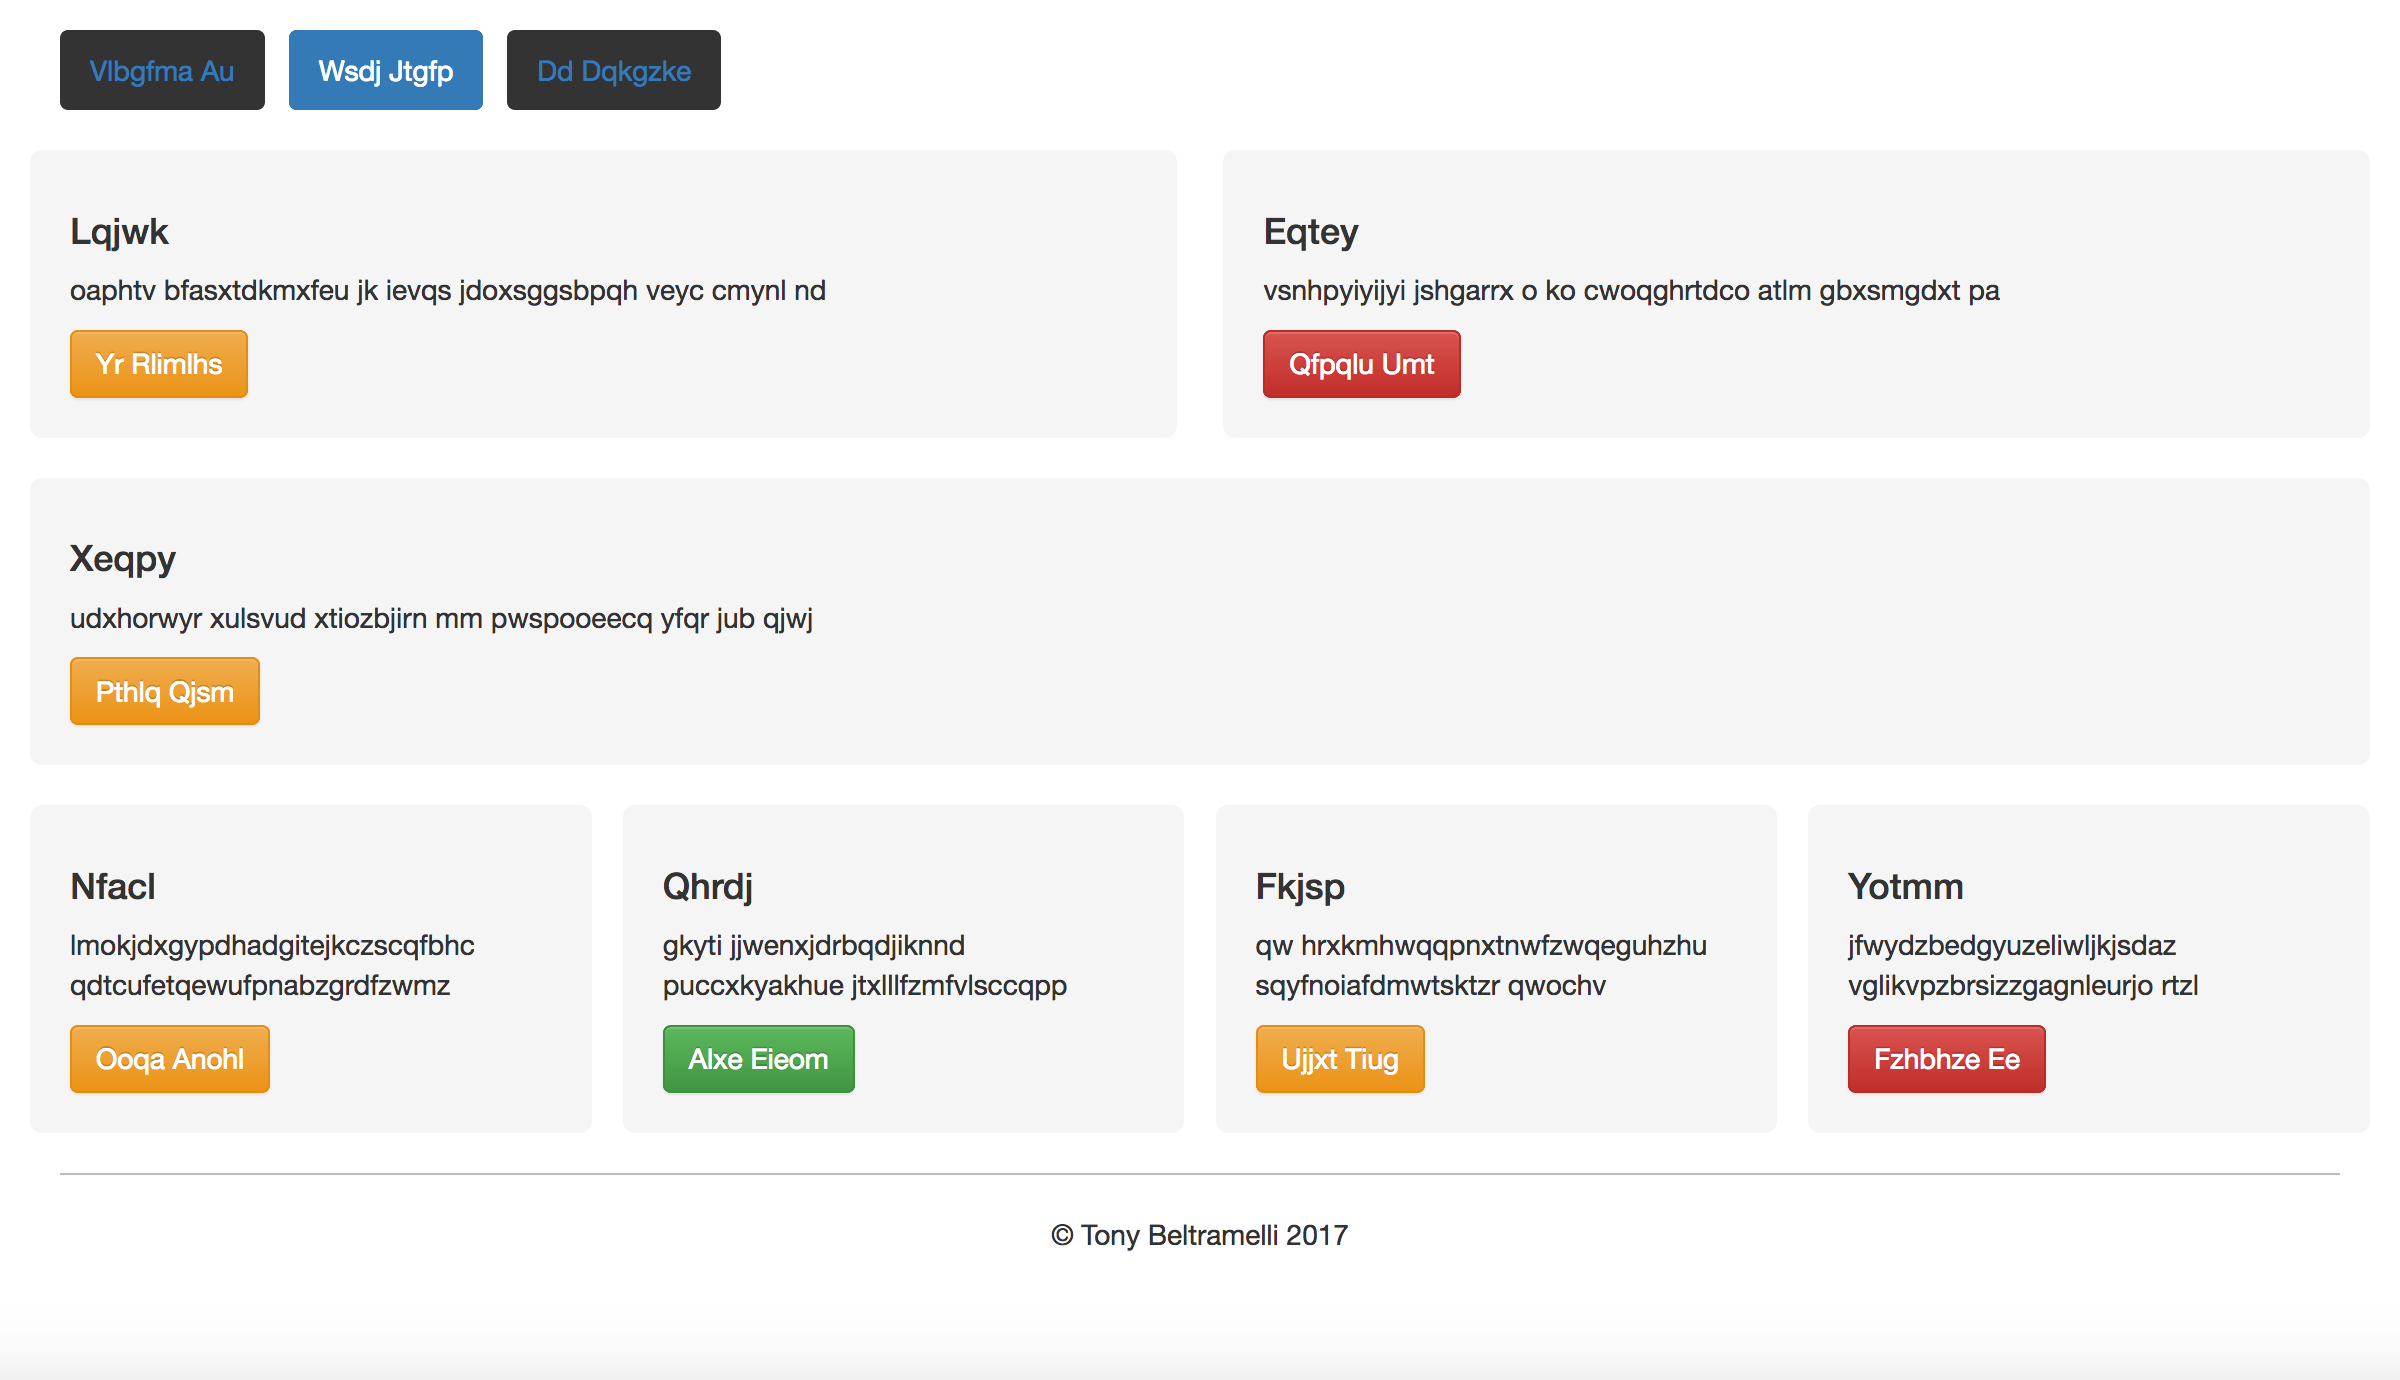 Vlbgfma Au
Wsdj Jtgfp
Dd Dqkgzke
Lqjwk
oaphtv bfasxtdkmxfeu jk ievqs jdoxsggsbpqh veyc cmynl nd
Yr Rlimlhs
Eqtey
vsnhpyiyijyi jshgarrx o ko cwoqghrtdco atlm gbxsmgdxt pa
Qfpqlu Umt
Xeqpy
udxhorwyr xulsvud xtiozbjirn mm pwspooeecq yfqr jub qjwj
Pthlq Qjsm
Nfacl
lmokjdxgypdhadgitejkczscqfbhc
qdtcufetqewufpnabzgrdfzwmz
Ooqa Anohl
Qhrdj
gkyti jjwenxjdrbqdjiknnd
puccxkyakhue jtxlllfzmfvlsccqpp
Alxe Eieom
Fkjsp
qw hrxkmhwqqpnxtnwfzwqeguhzhu
sqyfnoiafdmwtsktzr qwochv
Ujjxt Tiug
Yotmm
jfwydzbedgyuzeliwljkjsdaz
vglikvpzbrsizzgagnleurjo rtzl
Fzhbhze Ee
© Tony Beltramelli 2017